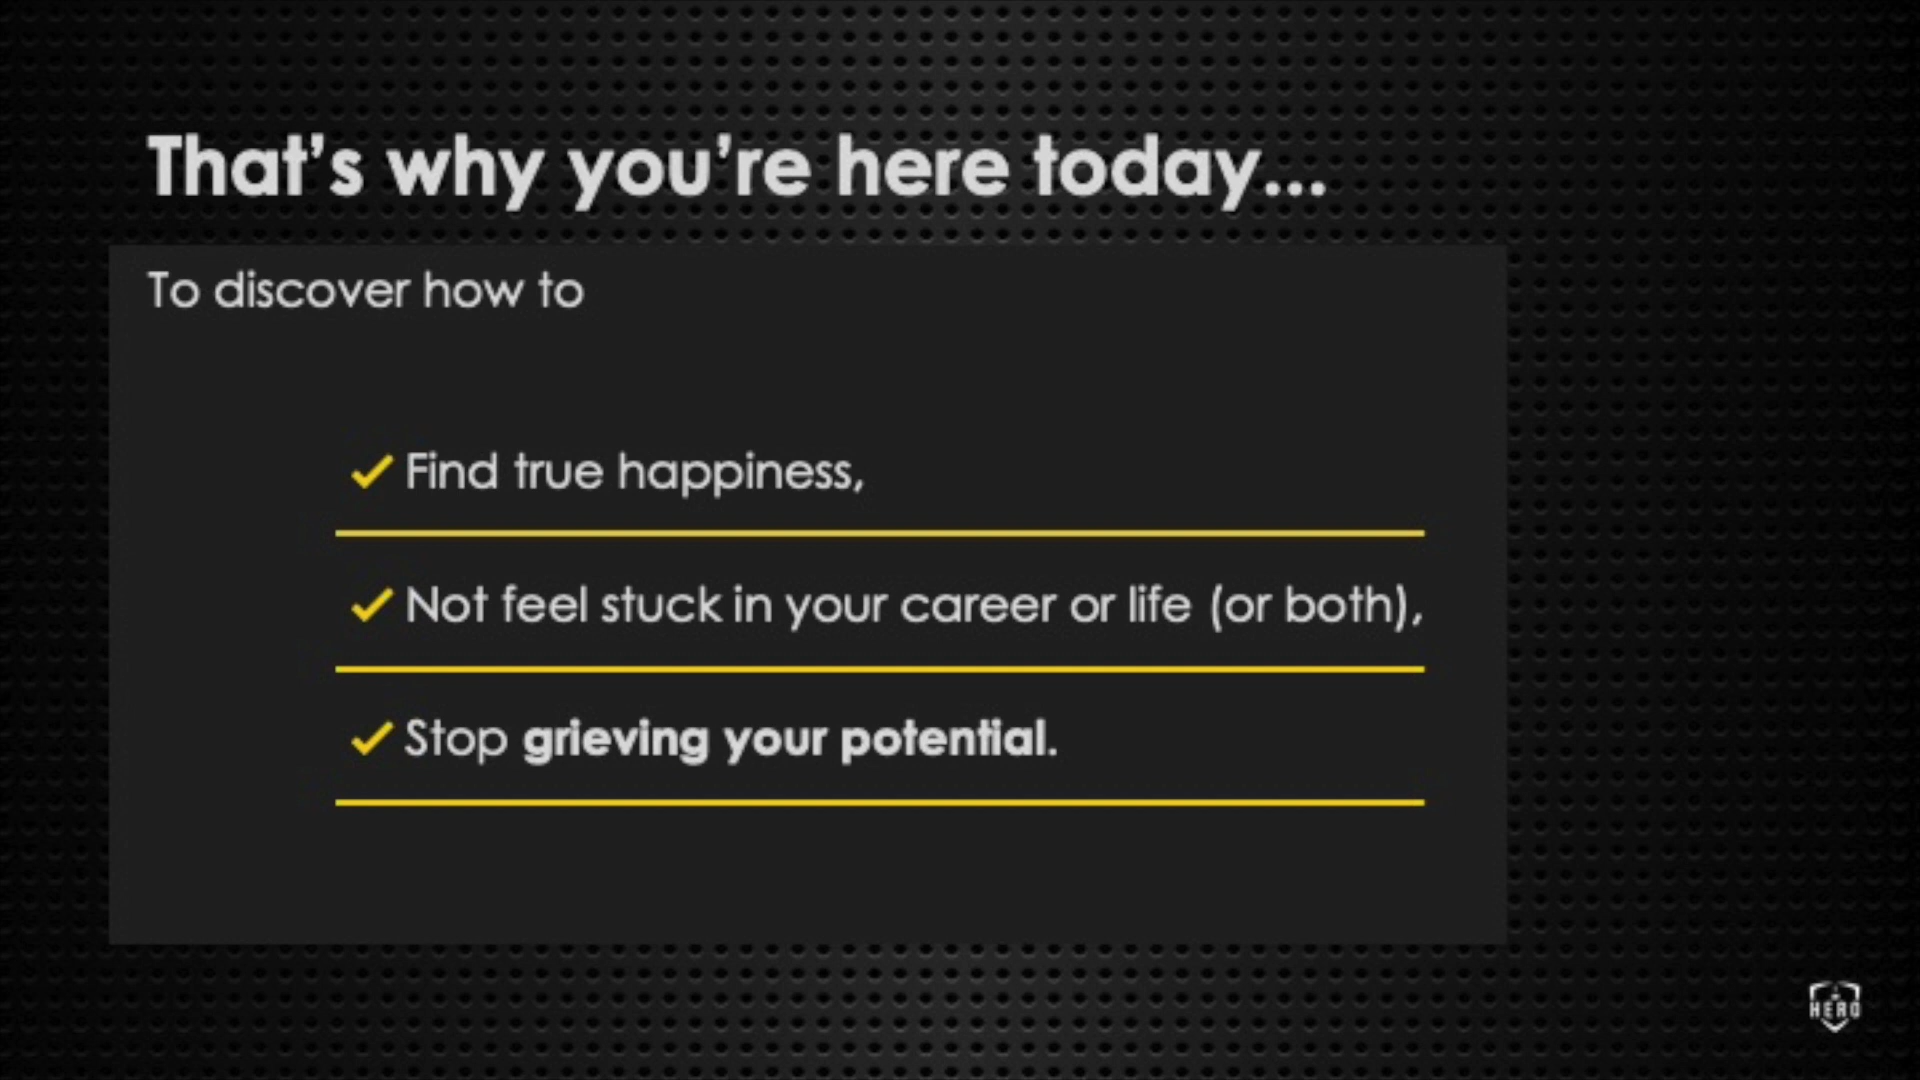 That’s why you’re here today...
To discover how to
Find true happiness,
Not feel stuck in your career or life (or both),
Stop grieving your potential.
HERO